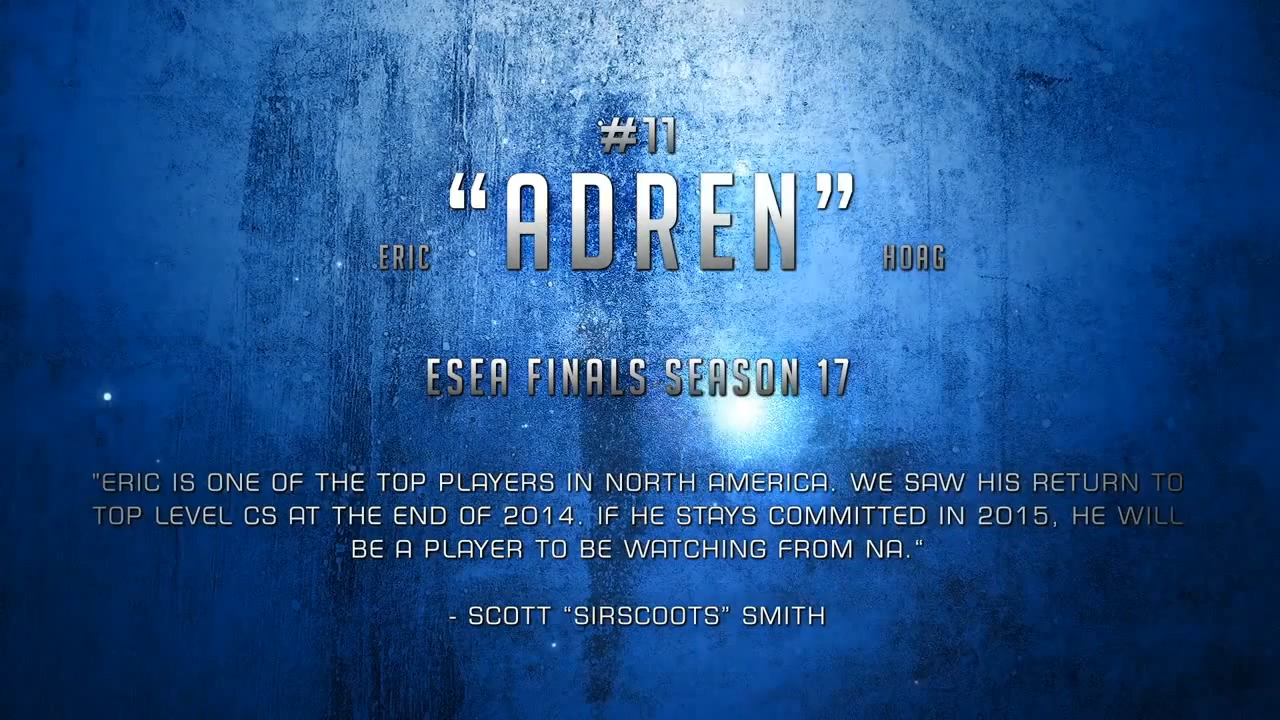 #11
ERIC “ADREN” HOAG
ESEA FINALS SEASON 17
"ERIC IS ONE OF THE TOP PLAYERS IN NORTH AMERICA. WE SAW HIS RETURN TO
TOP LEVEL CS AT THE END OF 2014. IF HE STAYS COMMITTED IN 2015, HE WILL
BE A PLAYER TO BE WATCHING FROM NA.“
- SCOTT “SIRSCOOTS” SMITH